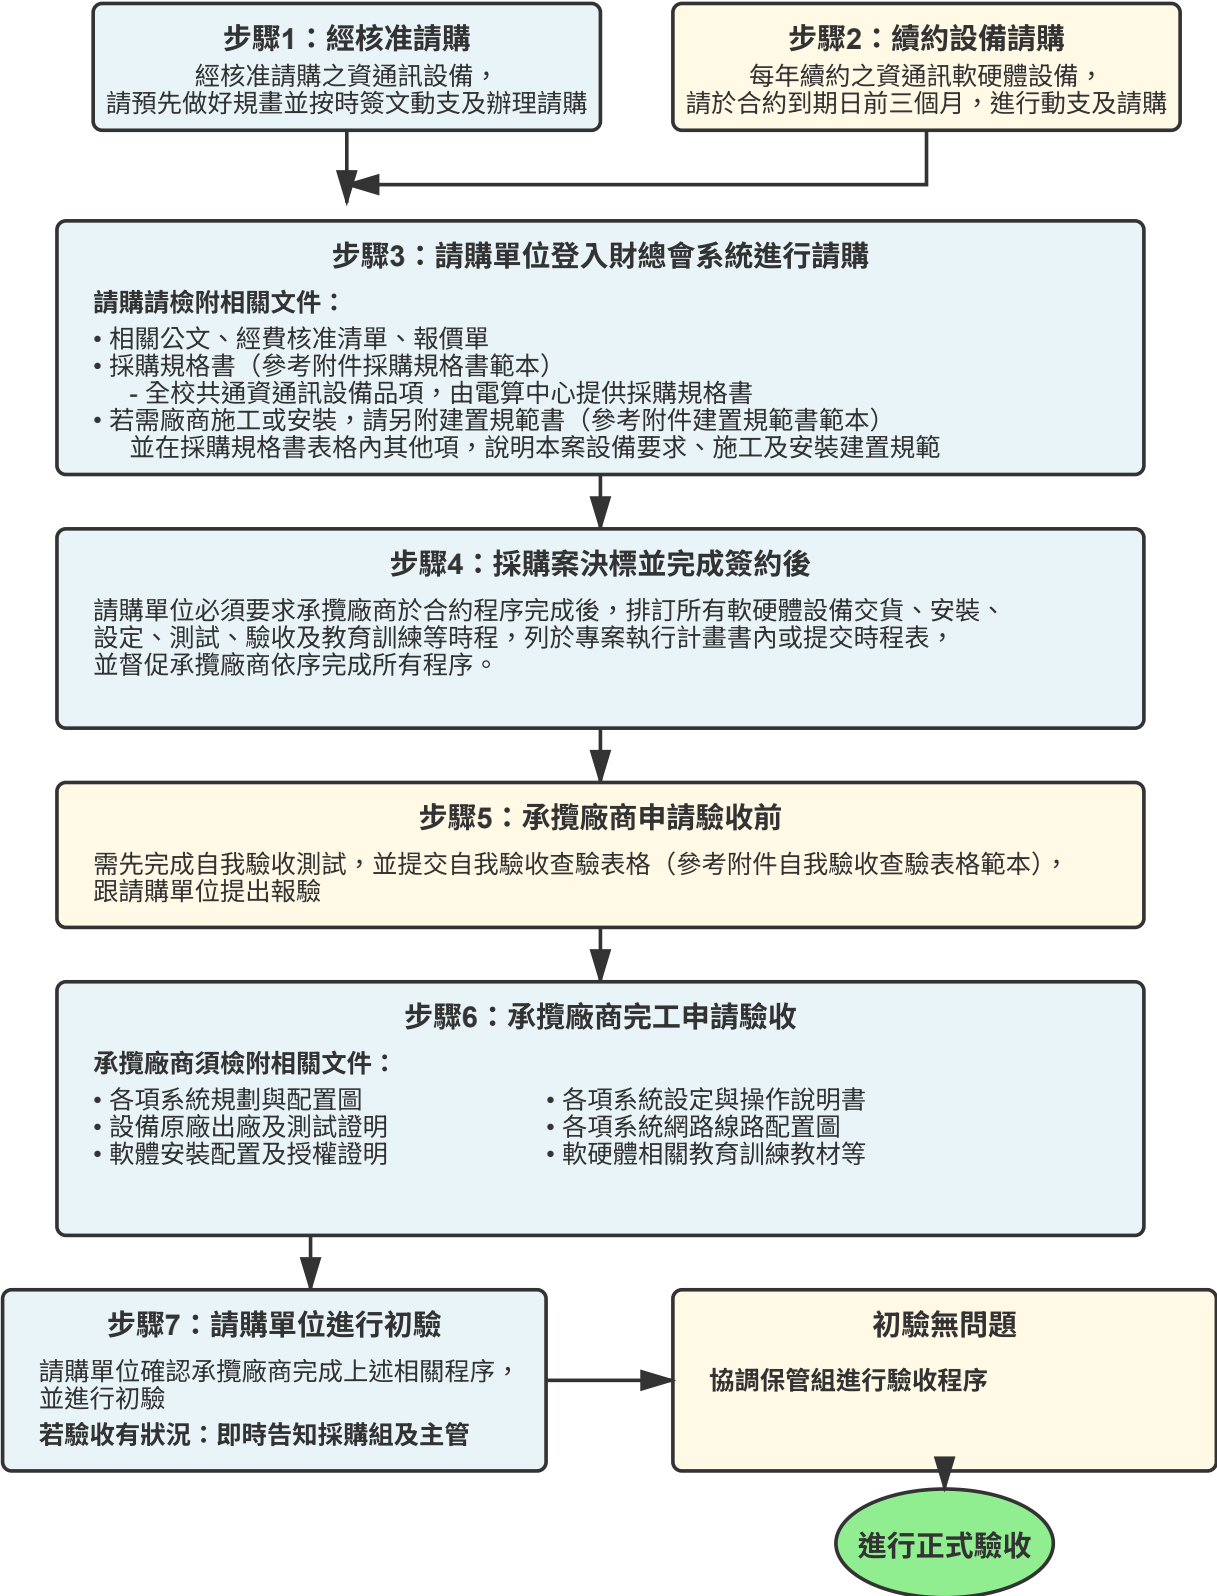 步驟1：經核准請購
經核准請購之資通訊設備，
請預先做好規畫並按時簽文動支及辦理請購
步驟2：續約設備請購
每年續約之資通訊軟硬體設備，
請於合約到期日前三個月，進行動支及請購
步驟3：請購單位登入財總會系統進行請購
請購請檢附相關文件：
• 相關公文、經費核准清單、報價單
• 採購規格書（參考附件採購規格書範本）
- 全校共通資通訊設備品項，由電算中心提供採購規格書
• 若需廠商施工或安裝，請另附建置規範書（參考附件建置規範書範本）
並在採購規格書表格內其他項，說明本案設備要求、施工及安裝建置規範
步驟4：採購案決標並完成簽約後
請購單位必須要求承攬廠商於合約程序完成後，排訂所有軟硬體設備交貨、安裝、
設定、測試、驗收及教育訓練等時程，列於專案執行計畫書內或提交時程表，
並督促承攬廠商依序完成所有程序。
步驟5：承攬廠商申請驗收前
需先完成自我驗收測試，並提交自我驗收查驗表格（參考附件自我驗收查驗表格範本），
跟請購單位提出報驗
步驟6：承攬廠商完工申請驗收
承攬廠商須檢附相關文件：
• 各項系統規劃與配置圖
• 設備原廠出廠及測試證明
• 軟體安裝配置及授權證明
• 各項系統設定與操作說明書
• 各項系統網路線路配置圖
• 軟硬體相關教育訓練教材等
步驟7：請購單位進行初驗
請購單位確認承攬廠商完成上述相關程序，
並進行初驗
若驗收有狀況：即時告知採購組及主管
初驗無問題
協調保管組進行驗收程序
進行正式驗收